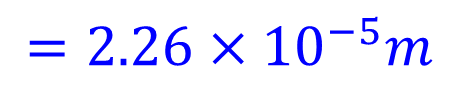 = 2.26 × 10⁻⁵m